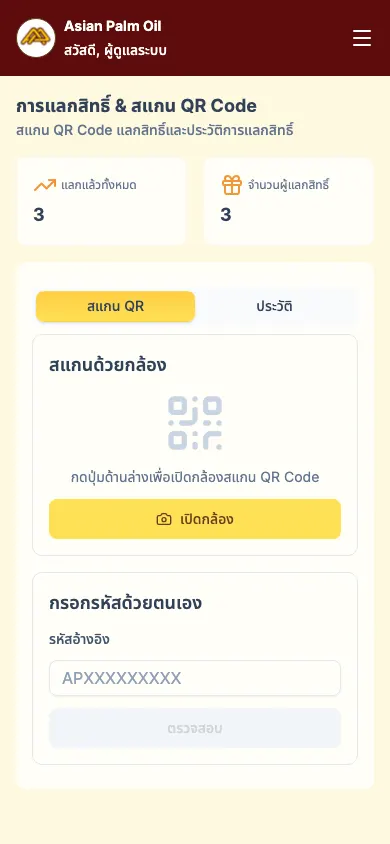 Asian Palm Oil
สวัสดี, ผู้ดูแลระบบ
การแลกสิทธิ์ & สแกน QR Code
สแกน QR Code แลกสิทธิ์และประวัติการแลกสิทธิ์
แลกแล้วทั้งหมด
3
จำนวนผู้แลกสิทธิ์
3
สแกน QR
ประวัติ
สแกนด้วยกล้อง
กดปุ่มด้านล่างเพื่อเปิดกล้องสแกน QR Code
เปิดกล้อง
กรอกรหัสด้วยตนเอง
รหัสอ้างอิง
APXXXXXXXXX
ตรวจสอบ